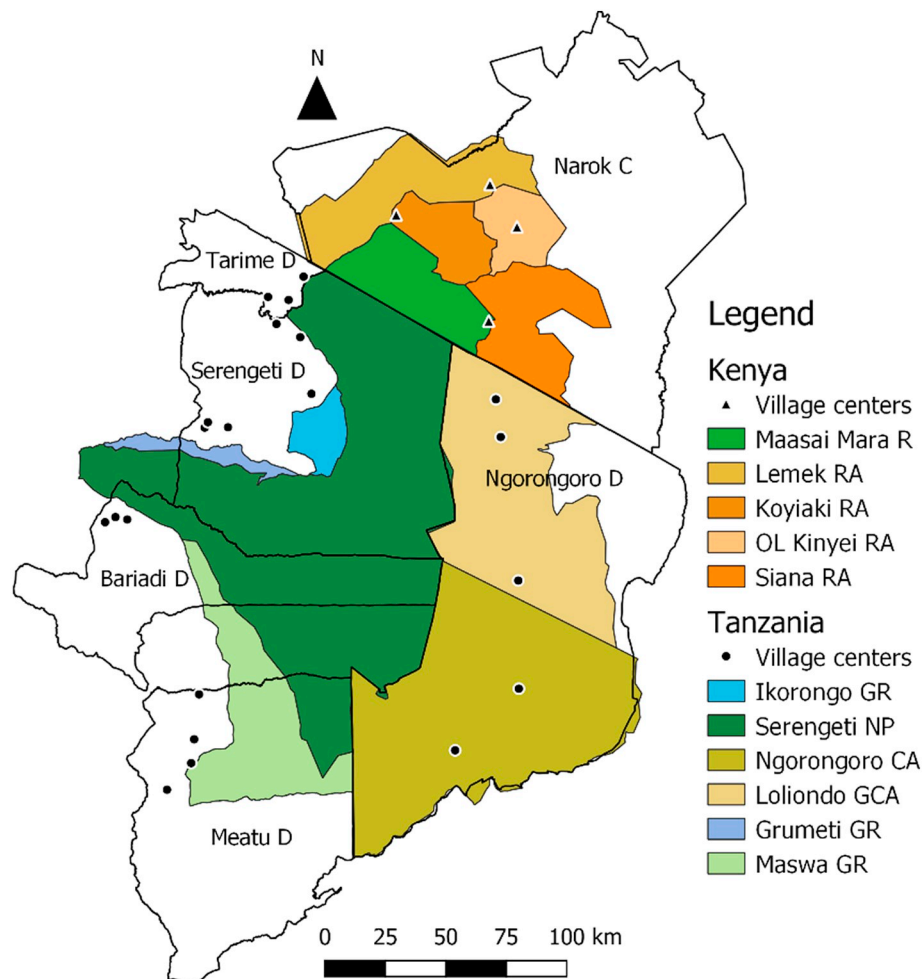 N
Narok C
Tarime D
Serengeti D
Ngorongoro D
Bariadi D
Meatu D
Legend
Kenya
Village centers
Maasai Mara R
Lemek RA
Koyiaki RA
OL Kinyei RA
Siana RA
Tanzania
Village centers
Ikorongo GR
Serengeti NP
Ngorongoro CA
Loliondo GCA
Grumeti GR
Maswa GR
0 25 50 75 100 km